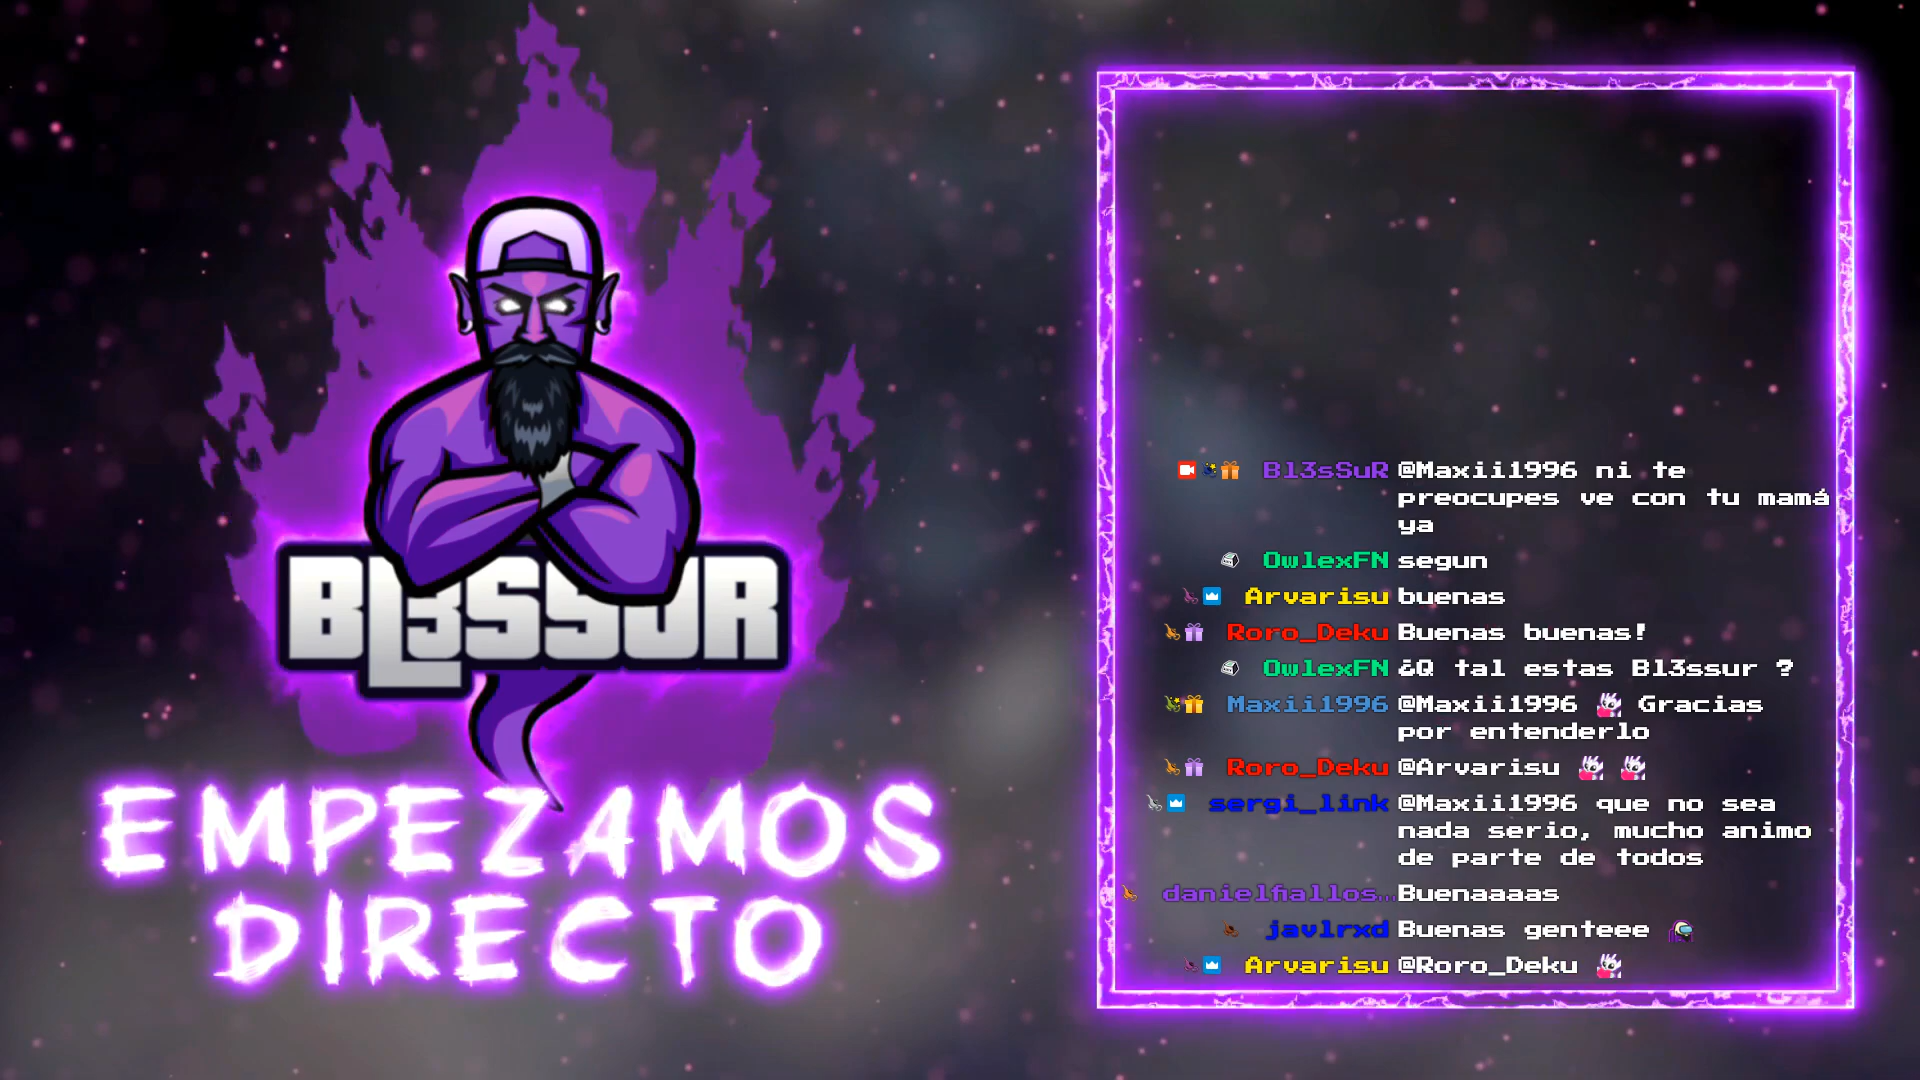 BL3SSUR
EMPEZAMOS
DIRECTO
Bl3sSuR @Maxii1996 ni te
preocupes ve con tu mamá
ya
OwlexFN segun
Arvarisu buenas
Roro_Deku Buenas buenas!
OwlexFN ¿Q tal estas Bl3ssur ?
Maxii1996 @Maxii1996 Gracias
por entenderlo
Roro_Deku @Arvarisu
sergi_link @Maxii1996 que no sea
nada serio, mucho animo
de parte de todos
danielfiallos… Buenaaaas
javlrxd Buenas genteee
Arvarisu @Roro_Deku